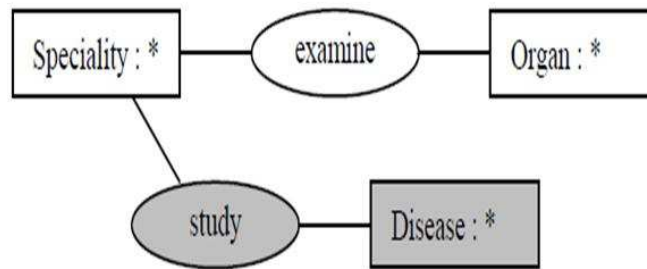 Speciality : *
examine
Organ : *
study
Disease : *